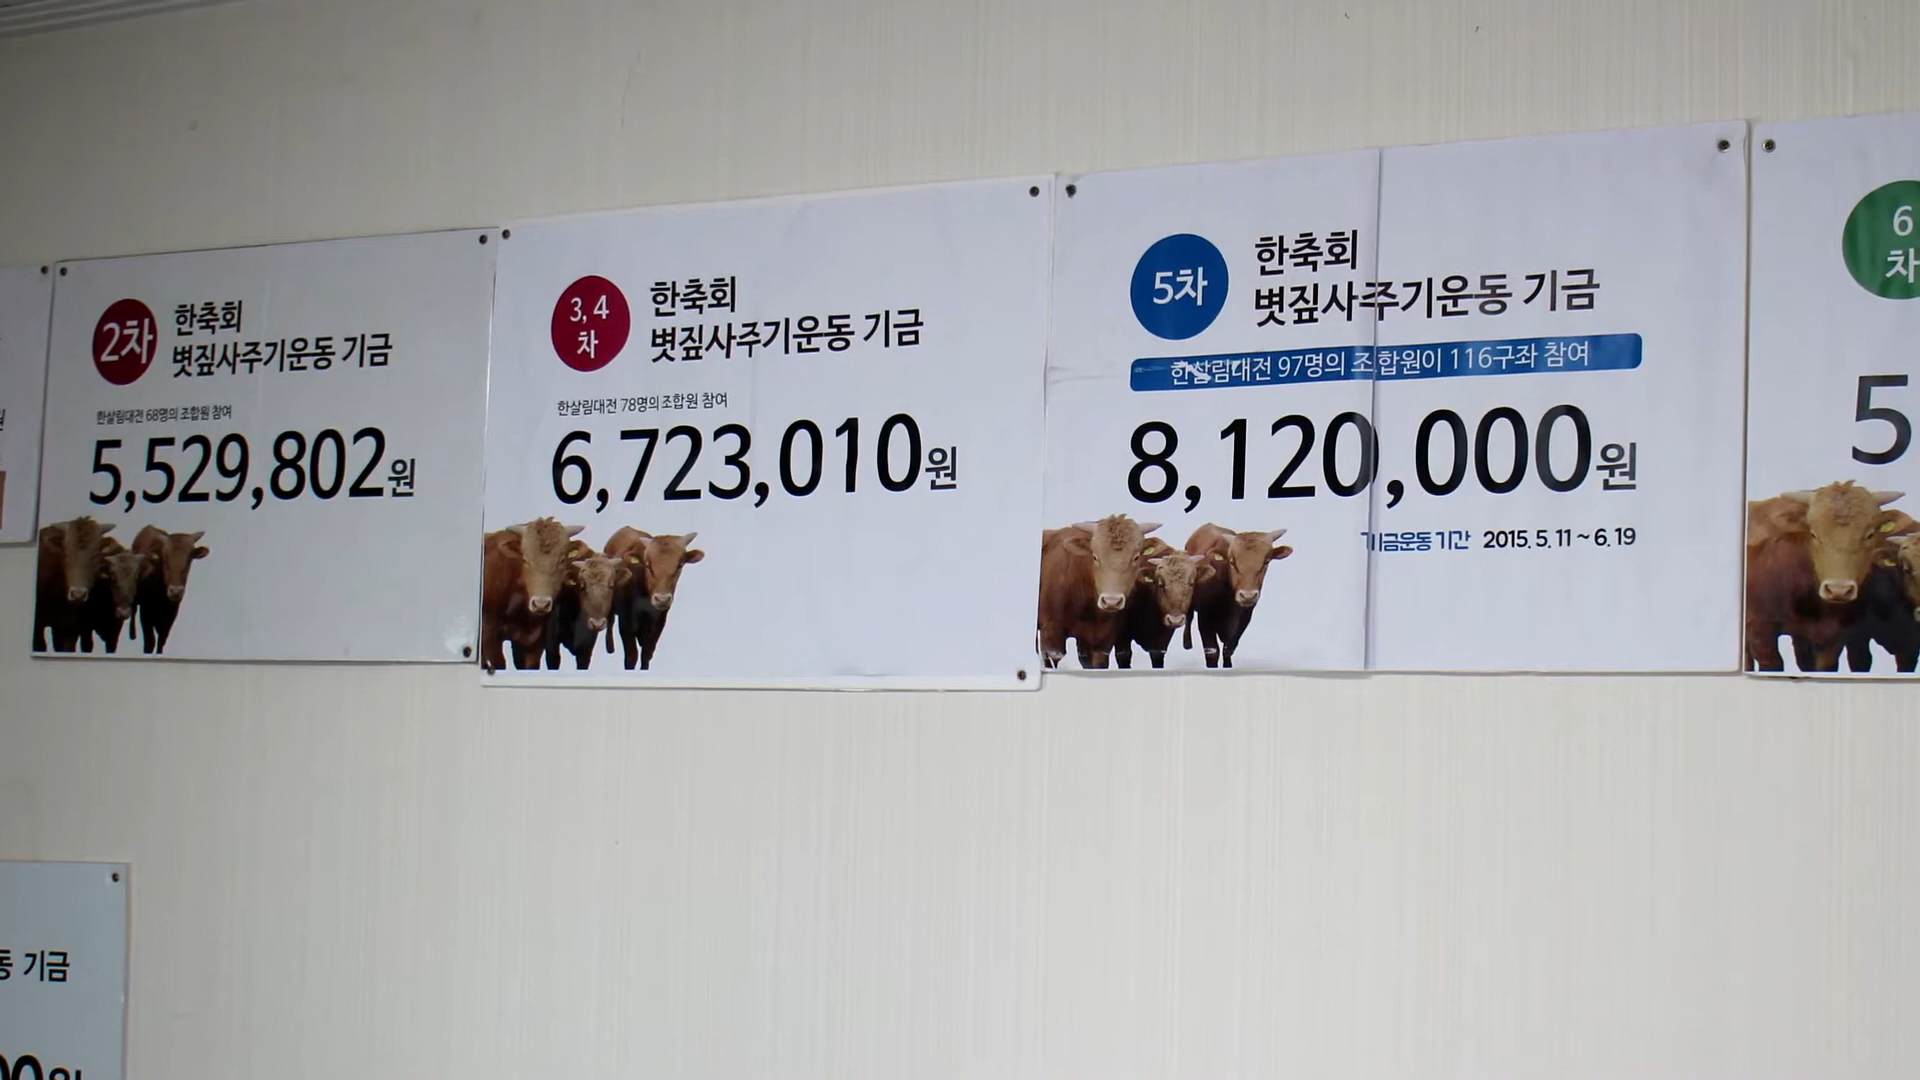 2차
한축회
볏짚사주기운동 기금
한살림대전 68명의 조합원 참여
5,529,802원
3, 4
차
한축회
볏짚사주기운동 기금
한살림대전 78명의 조합원 참여
6,723,010원
5차
한축회
볏짚사주기운동 기금
한살림대전 97명의 조합원이 116구좌 참여
8,120,000원
기금운동 기간 2015. 5. 11 ~ 6. 19
6
차
5
동 기금
00원